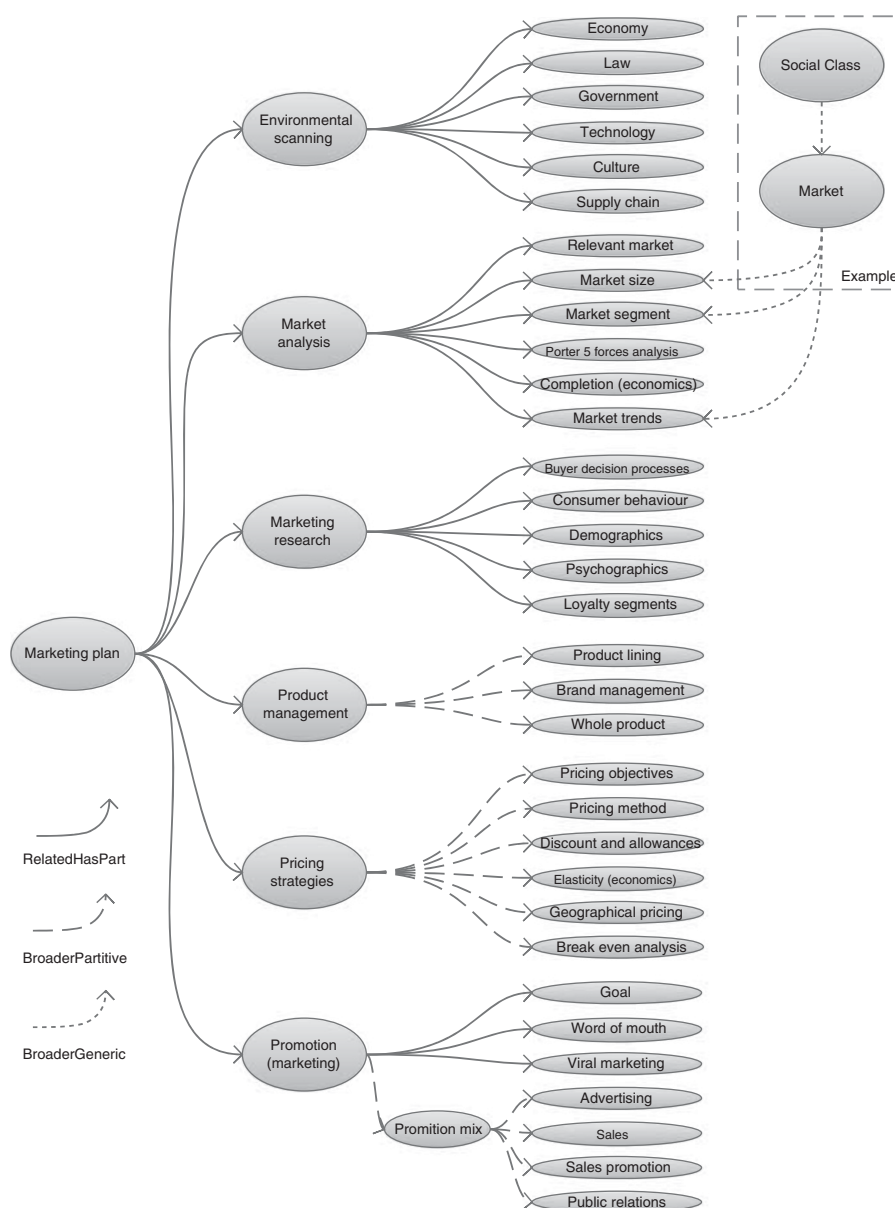 Economy
Law
Government
Technology
Culture
Supply chain
Environmental
scanning
Social Class
Market
Example
Relevant market
Market size
Market segment
Porter 5 forces analysis
Completion (economics)
Market trends
Market
analysis
Buyer decision processes
Consumer behaviour
Demographics
Psychographics
Loyalty segments
Marketing
research
Marketing plan
Product lining
Brand management
Whole product
Product
management
Pricing objectives
Pricing method
Discount and allowances
Elasticity (economics)
Geographical pricing
Break even analysis
Pricing
strategies
RelatedHasPart
BroaderPartitive
BroaderGeneric
Goal
Word of mouth
Viral marketing
Promotion
(marketing)
Promition mix
Advertising
Sales
Sales promotion
Public relations